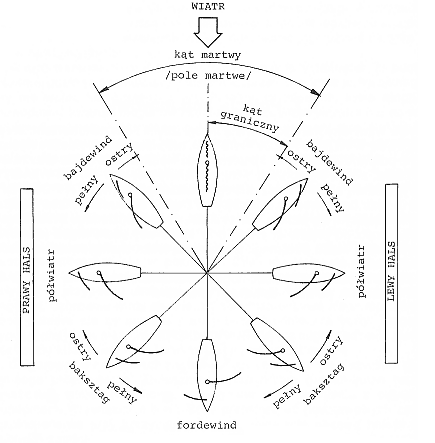 WIATR
kąt martwy
/pole martwe/
kąt
graniczny
bajdewind
ostry
pełny
bajdewind
ostry
pełny
PRAWY HALS
półwiatr
półwiatr
LEWY HALS
ostry
baksztag
pełny
ostry
baksztag
pełny
fordewind